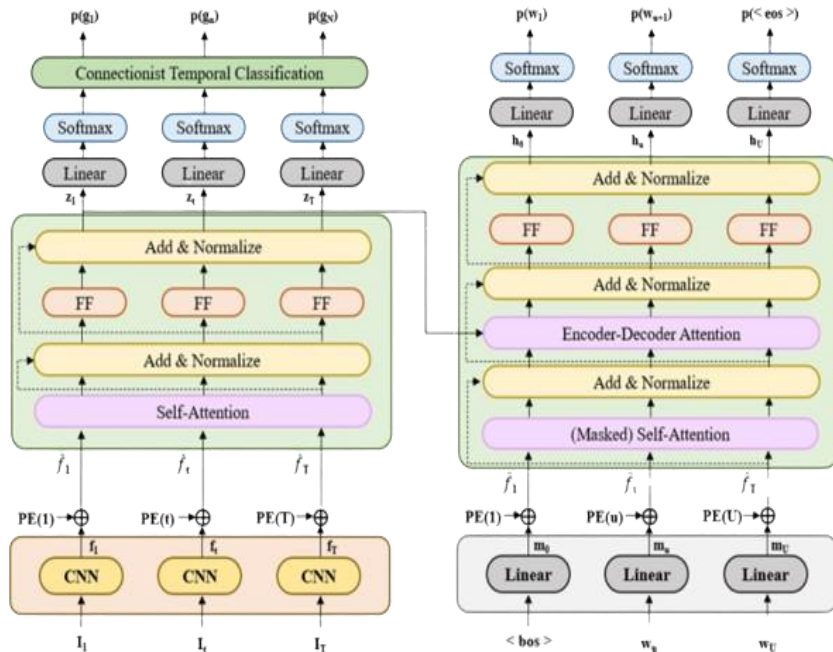 p(g1) p(gn) p(gN)
Connectionist Temporal Classification
Softmax Softmax Softmax
Linear Linear Linear
z1 zt zT
Add & Normalize
FF FF FF
Add & Normalize
Self-Attention
f̂1 f̂t f̂T
PE(1) PE(t) PE(T)
f1 ft fT
CNN CNN CNN
I1 It IT
p(w1) p(wu+1) p(< eos >)
Softmax Softmax Softmax
Linear Linear Linear
h0 hu hU
Add & Normalize
FF FF FF
Add & Normalize
Encoder-Decoder Attention
Add & Normalize
(Masked) Self-Attention
f̂1 f̂t f̂T
PE(1) PE(u) PE(U)
m0 mu mU
Linear Linear Linear
< bos > wu wU